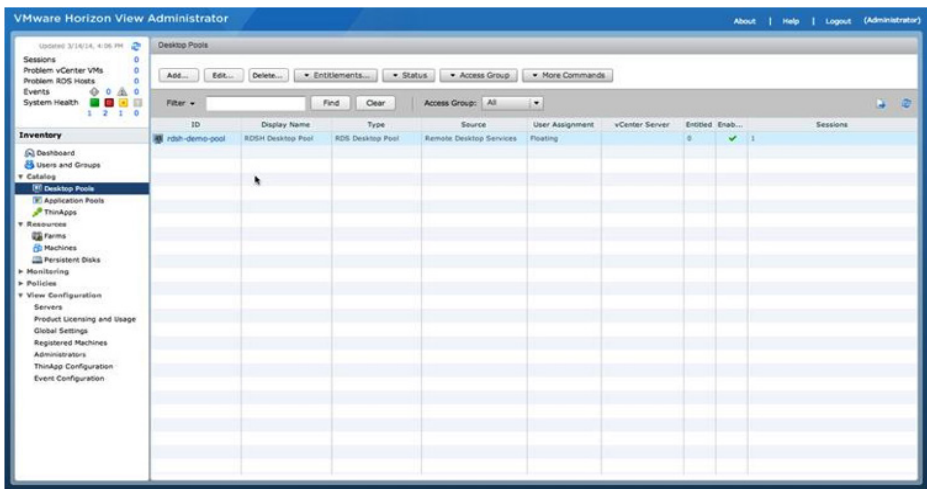 VMware Horizon View Administrator
About | Help | Logout (Administrator)
Updated 3/14/14, 4:06 PM
Sessions 0
Problem vCenter VMs 0
Problem RDS Hosts 0
Events 0 0
System Health
1 2 1 0
Inventory
Dashboard
Users and Groups
Catalog
Desktop Pools
Application Pools
ThinApps
Resources
Farms
Machines
Persistent Disks
Monitoring
Policies
View Configuration
Servers
Product Licensing and Usage
Global Settings
Registered Machines
Administrators
ThinApp Configuration
Event Configuration
Desktop Pools
Add... Edit... Delete... Entitlements... Status Access Group More Commands
Filter Find Clear Access Group: All
ID Display Name Type Source User Assignment vCenter Server Entitled Enab... Sessions
rdsh-demo-pool RDSH Desktop Pool RDS Desktop Pool Remote Desktop Services Floating 0 1